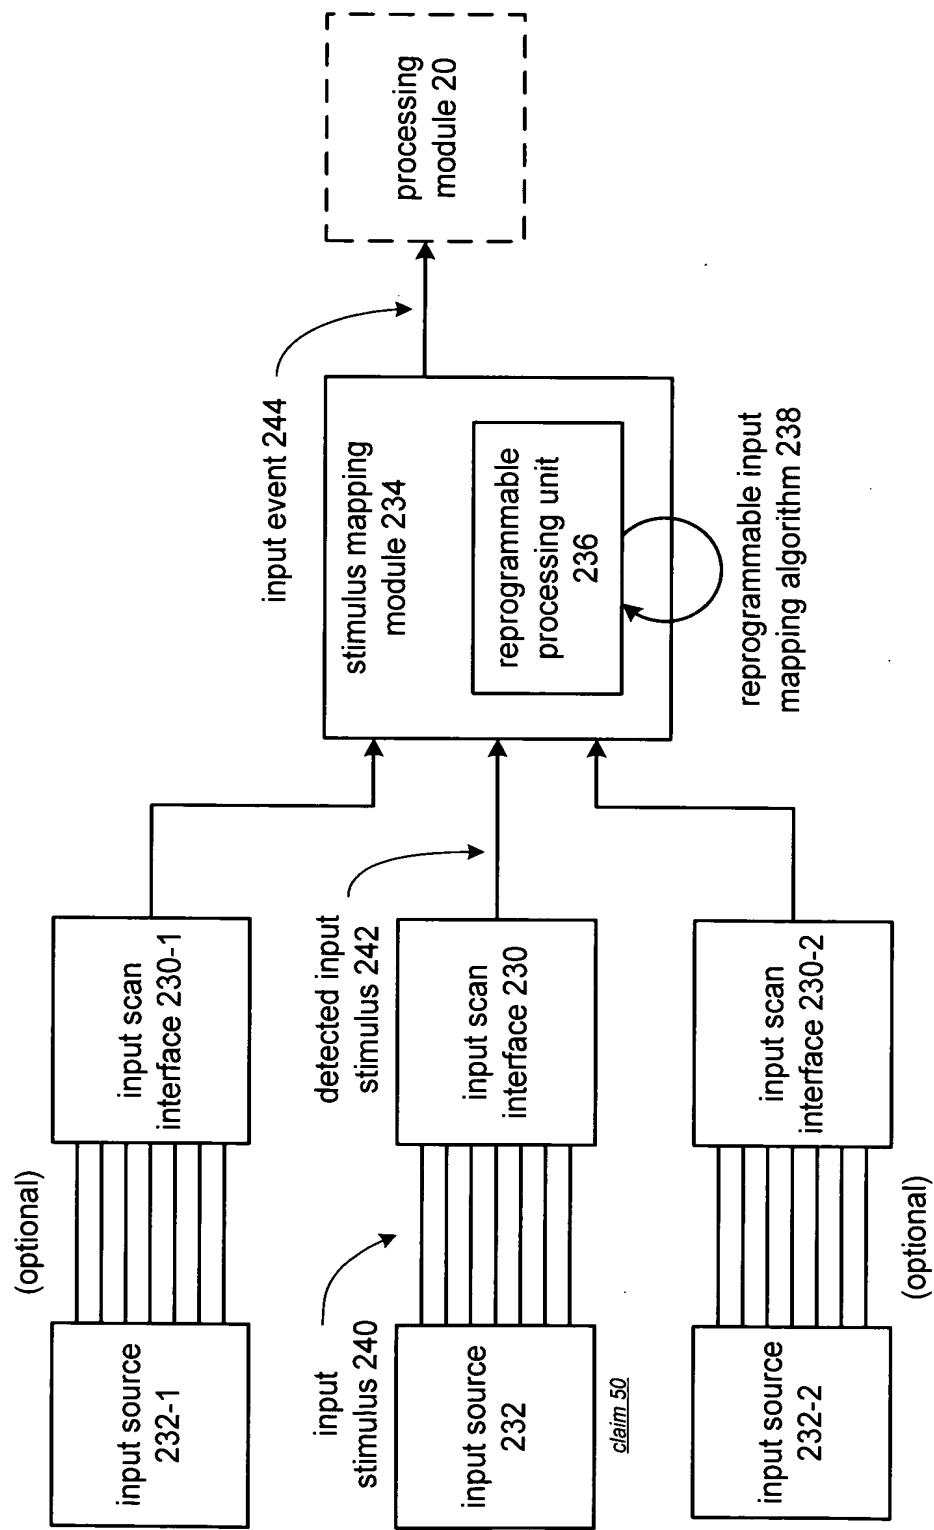 (optional)
input source
232-1
input scan
interface 230-1
input
stimulus 240
detected input
stimulus 242
input event 244
input source
232
input scan
interface 230
stimulus mapping
module 234
reprogrammable
processing unit
236
processing
module 20
claim 50
reprogrammable input
mapping algorithm 238
input source
232-2
input scan
interface 230-2
(optional)